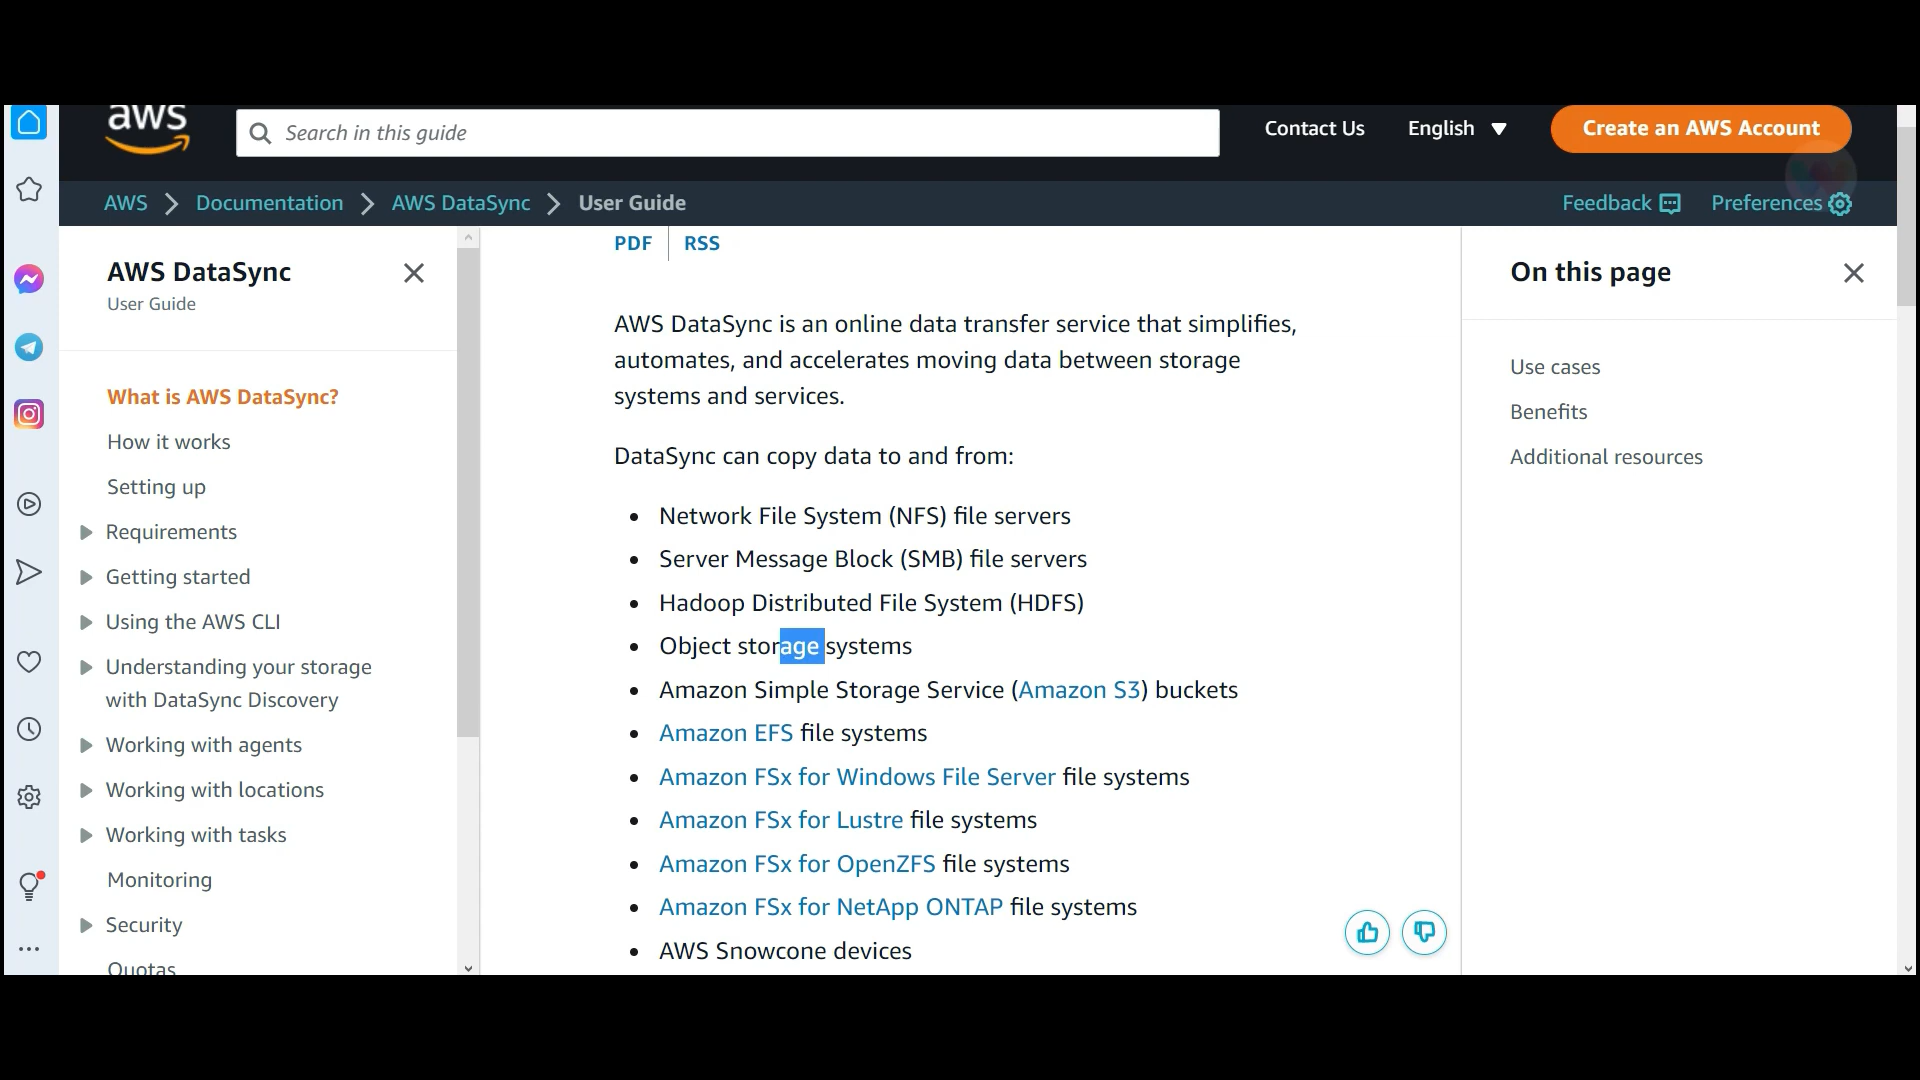 aws
Search in this guide
Contact Us
English
Create an AWS Account
AWS
Documentation
AWS DataSync
User Guide
Feedback
Preferences
AWS DataSync
User Guide
What is AWS DataSync?
How it works
Setting up
Requirements
Getting started
Using the AWS CLI
Understanding your storage
with DataSync Discovery
Working with agents
Working with locations
Working with tasks
Monitoring
Security
Quotas
PDF
RSS
AWS DataSync is an online data transfer service that simplifies,
automates, and accelerates moving data between storage
systems and services.
DataSync can copy data to and from:
• Network File System (NFS) file servers
• Server Message Block (SMB) file servers
• Hadoop Distributed File System (HDFS)
• Object storage systems
• Amazon Simple Storage Service (Amazon S3) buckets
• Amazon EFS file systems
• Amazon FSx for Windows File Server file systems
• Amazon FSx for Lustre file systems
• Amazon FSx for OpenZFS file systems
• Amazon FSx for NetApp ONTAP file systems
• AWS Snowcone devices
On this page
Use cases
Benefits
Additional resources